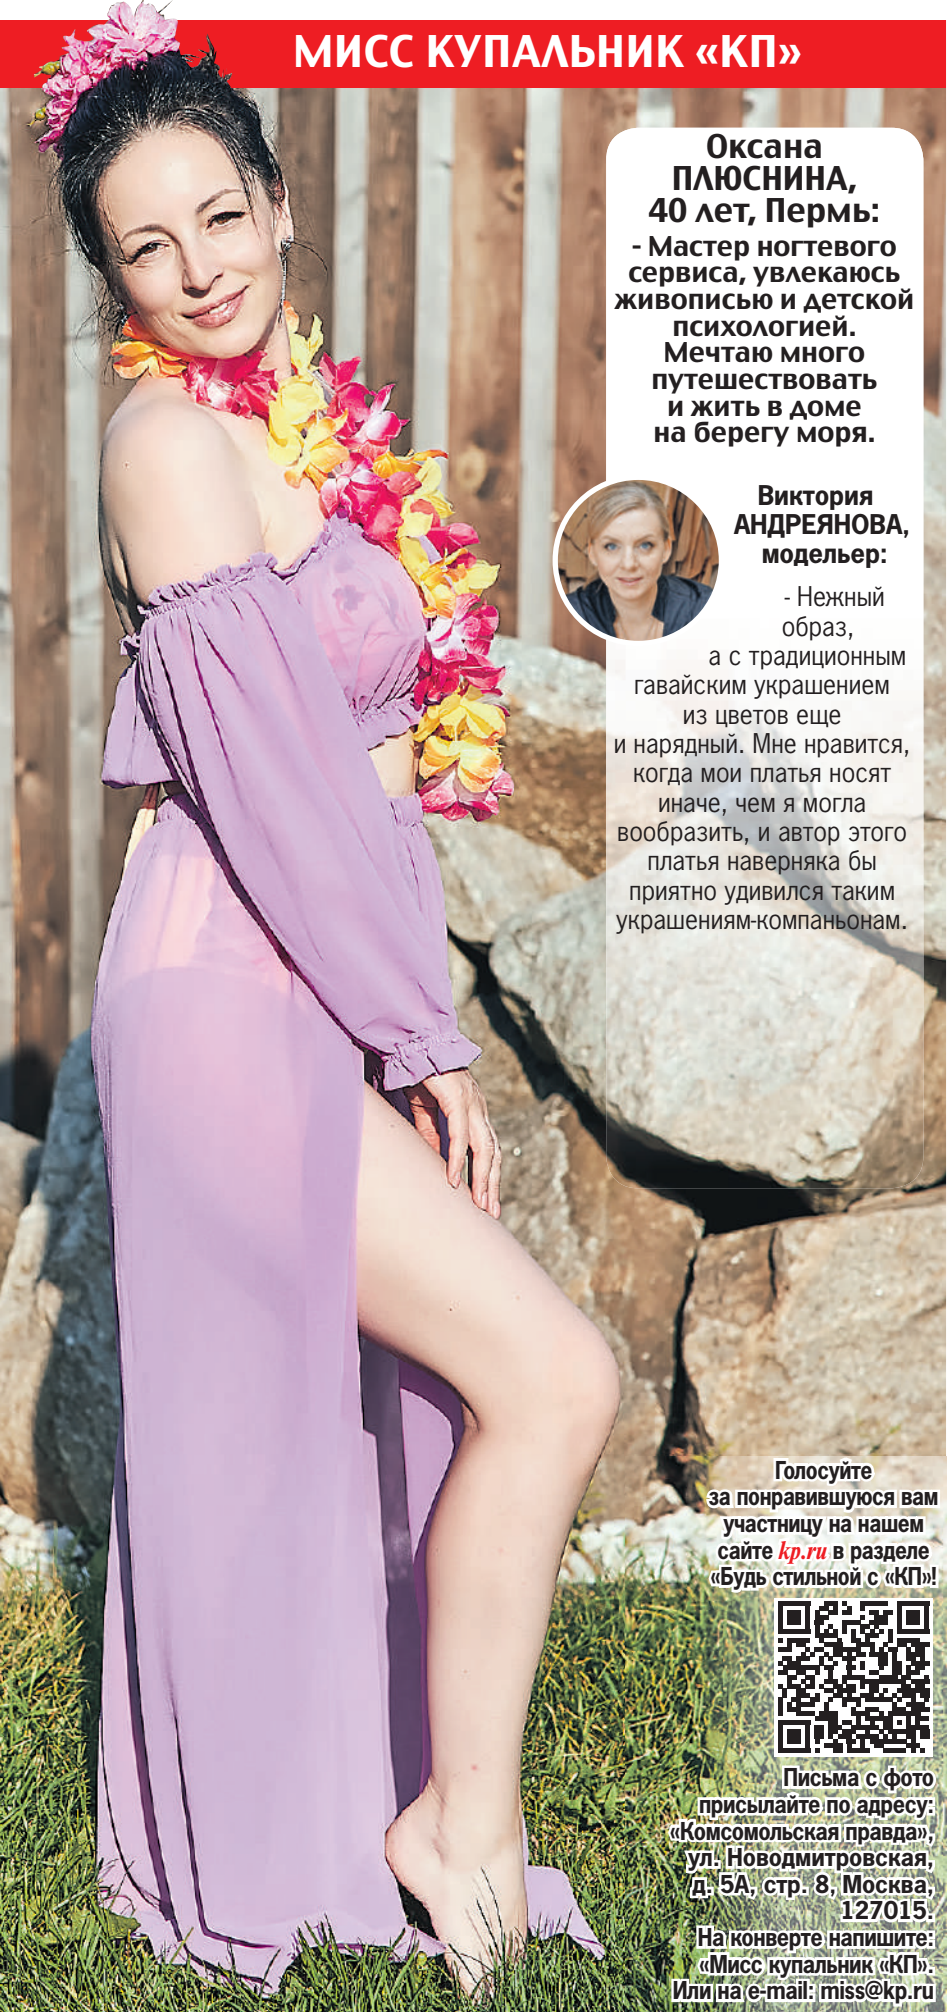 МИСС КУПАЛЬНИК «КП»
Оксана
ПЛЮСНИНА,
40 лет, Пермь:
- Мастер ногтевого
сервиса, увлекаюсь
живописью и детской
психологией.
Мечтаю много
путешествовать
и жить в доме
на берегу моря.
Виктория
АНДРЕЯНОВА,
модельер:
- Нежный
образ,
а с традиционным
гавайским украшением
из цветов еще
и нарядный. Мне нравится,
когда мои платья носят
иначе, чем я могла
вообразить, и автор этого
платья наверняка бы
приятно удивился таким
украшениям-компаньонам.
Голосуйте
за понравившуюся вам
участницу на нашем
сайте kp.ru в разделе
«Будь стильной с «КП»!
Письма с фото
присылайте по адресу:
«Комсомольская правда»,
ул. Новодмитровская,
д. 5А, стр. 8, Москва,
127015.
На конверте напишите:
«Мисс купальник «КП».
Или на e-mail: miss@kp.ru